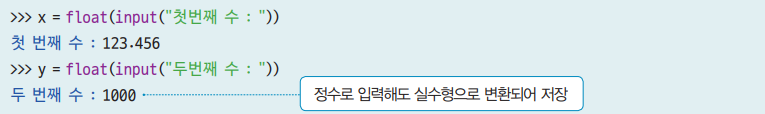 >>> x = float(input("첫번째 수 : "))
첫 번째 수 : 123.456
>>> y = float(input("두번째 수 : "))
두 번째 수 : 1000
정수로 입력해도 실수형으로 변환되어 저장